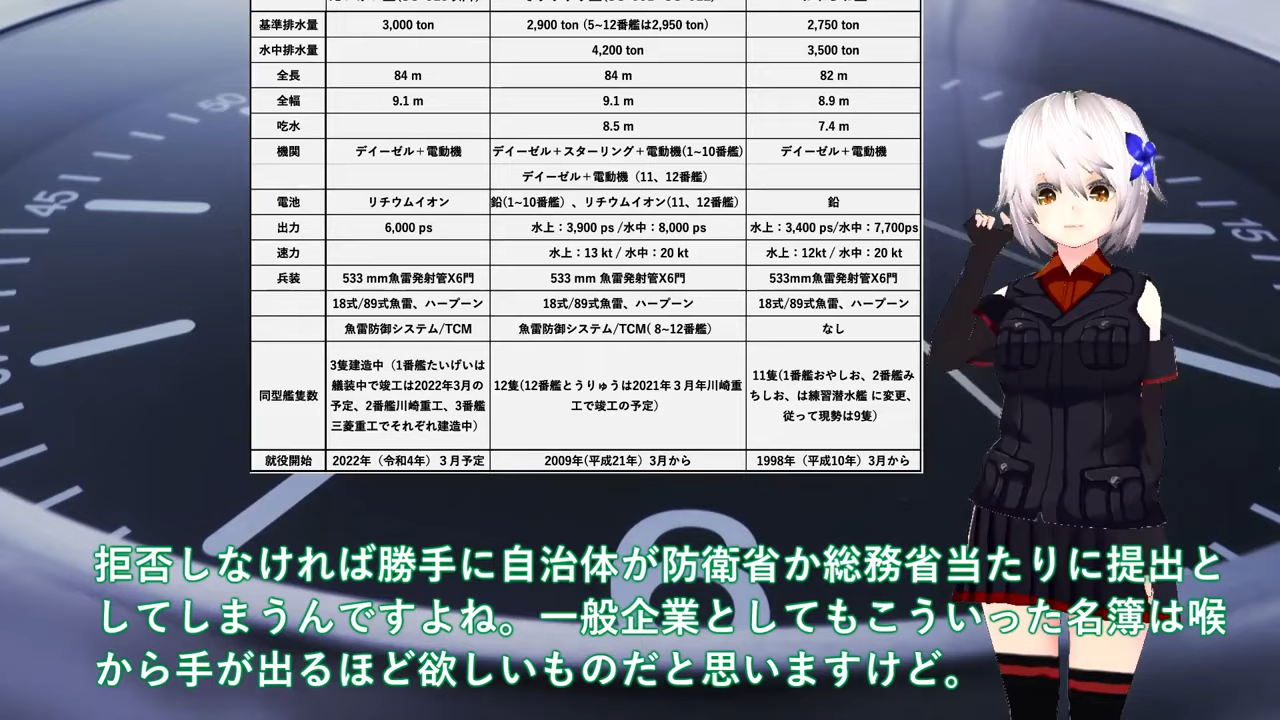 基準排水量 3,000 ton 2,900 ton (5~12番艦は2,950 ton) 2,750 ton
水中排水量 4,200 ton 3,500 ton
全長 84 m 84 m 82 m
全幅 9.1 m 9.1 m 8.9 m
吃水 8.5 m 7.4 m
機関 デイーゼル＋電動機 デイーゼル＋スターリング＋電動機(1~10番艦) デイーゼル＋電動機
デイーゼル＋電動機（11、12番艦）
電池 リチウムイオン 鉛(1~10番艦）、リチウムイオン(11、12番艦） 鉛
出力 6,000 ps 水上：3,900 ps /水中：8,000 ps 水上：3,400 ps/水中：7,700ps
速力 水上：13 kt / 水中：20 kt 水上：12kt / 水中：20 kt
兵装 533 mm魚雷発射管X6門 533 mm 魚雷発射管X6門 533mm魚雷発射管X6門
18式/89式魚雷、ハープーン 18式/89式魚雷、ハープーン 18式/89式魚雷、ハープーン
魚雷防御システム/TCM 魚雷防御システム/TCM( 8~12番艦） なし
同型艦隻数
3隻建造中（1番艦たいげいは
艤装中で竣工は2022年3月の
予定、2番艦川崎重工、3番艦
三菱重工でそれぞれ建造中）
12隻(12番艦とうりゅうは2021年３月年川崎重
工で竣工の予定）
11隻(1番艦おやしお、2番艦み
ちしお、は練習潜水艦 に変更、
従って現勢は9隻）
就役開始 2022年（令和4年）３月予定 2009年(平成21年）3月から 1998年（平成10年）3月から
50
45
15
拒否しなければ勝手に自治体が防衛省か総務省当たりに提出と
してしまうんですよね。一般企業としてもこういった名簿は喉
から手が出るほど欲しいものだと思いますけど。